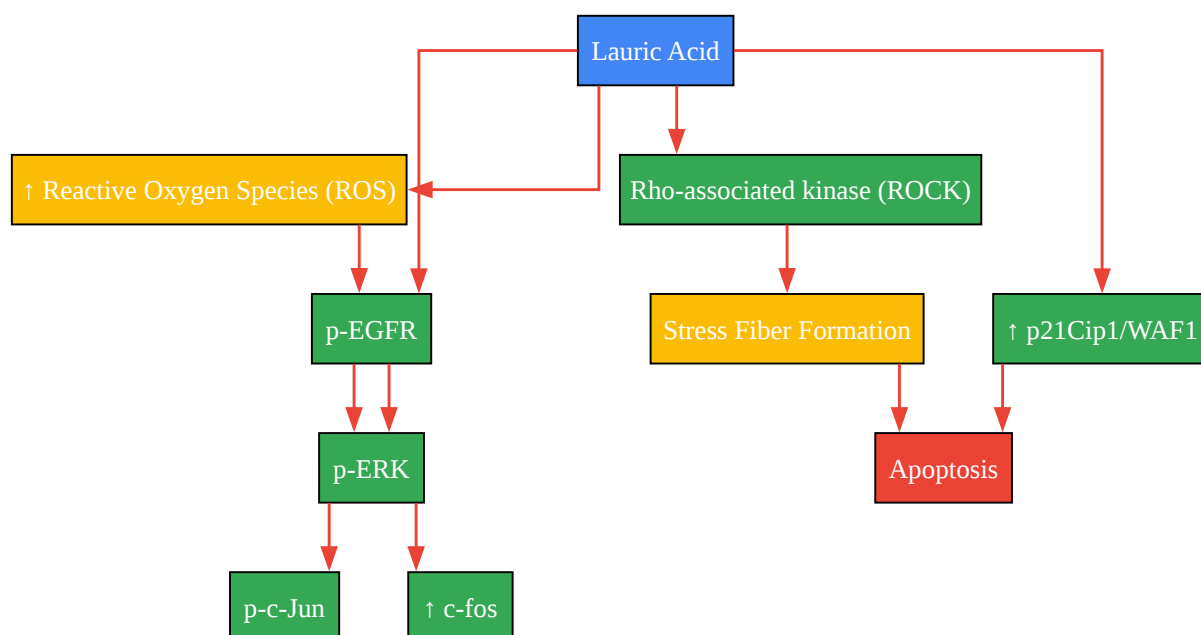 Lauric Acid
↑ Reactive Oxygen Species (ROS)
Rho-associated kinase (ROCK)
p-EGFR
Stress Fiber Formation
↑ p21Cip1/WAF1
p-ERK
Apoptosis
p-c-Jun
↑ c-fos